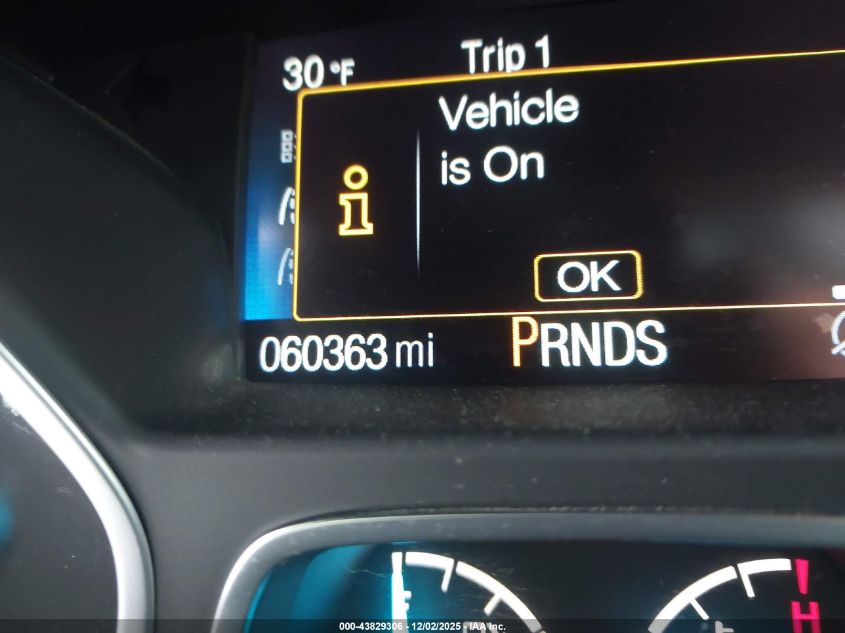 30 °F Trip 1
Vehicle
is On
i
OK
060363 mi PRNDS
F
H
000-43829306 - 12/02/2025 - IAA Inc.